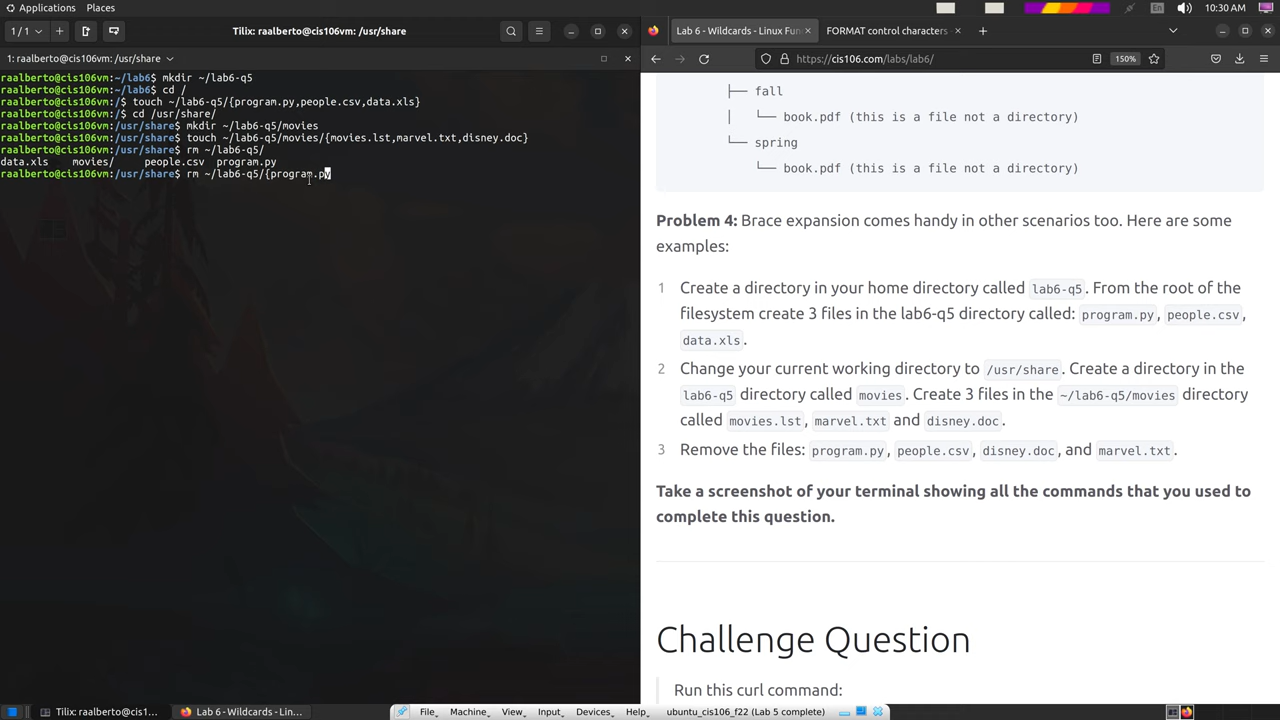 Applications Places
En 10:30 AM
1 / 1
Tilix: raalberto@cis106vm: /usr/share
1: raalberto@cis106vm: /usr/share
raalberto@cis106vm:~/lab6$ mkdir ~/lab6-q5
raalberto@cis106vm:~/lab6$ cd /
raalberto@cis106vm:/$ touch ~/lab6-q5/{program.py,people.csv,data.xls}
raalberto@cis106vm:/$ cd /usr/share/
raalberto@cis106vm:/usr/share$ mkdir ~/lab6-q5/movies
raalberto@cis106vm:/usr/share$ touch ~/lab6-q5/movies/{movies.lst,marvel.txt,disney.doc}
raalberto@cis106vm:/usr/share$ rm ~/lab6-q5/
data.xls movies/ people.csv program.py
raalberto@cis106vm:/usr/share$ rm ~/lab6-q5/{program.py
Lab 6 - Wildcards - Linux Fun
FORMAT control characters
https://cis106.com/labs/lab6/
150%
├── fall
│ └── book.pdf (this is a file not a directory)
└── spring
└── book.pdf (this is a file not a directory)
Problem 4: Brace expansion comes handy in other scenarios too. Here are some
examples:
1 Create a directory in your home directory called lab6-q5. From the root of the
filesystem create 3 files in the lab6-q5 directory called: program.py, people.csv,
data.xls.
2 Change your current working directory to /usr/share. Create a directory in the
lab6-q5 directory called movies. Create 3 files in the ~/lab6-q5/movies directory
called movies.lst, marvel.txt and disney.doc.
3 Remove the files: program.py, people.csv, disney.doc, and marvel.txt.
Take a screenshot of your terminal showing all the commands that you used to
complete this question.
Challenge Question
Run this curl command:
Tilix: raalberto@cis1...
Lab 6 - Wildcards - Lin...
File Machine View Input Devices Help
ubuntu_cis106_f22 (Lab 5 complete)